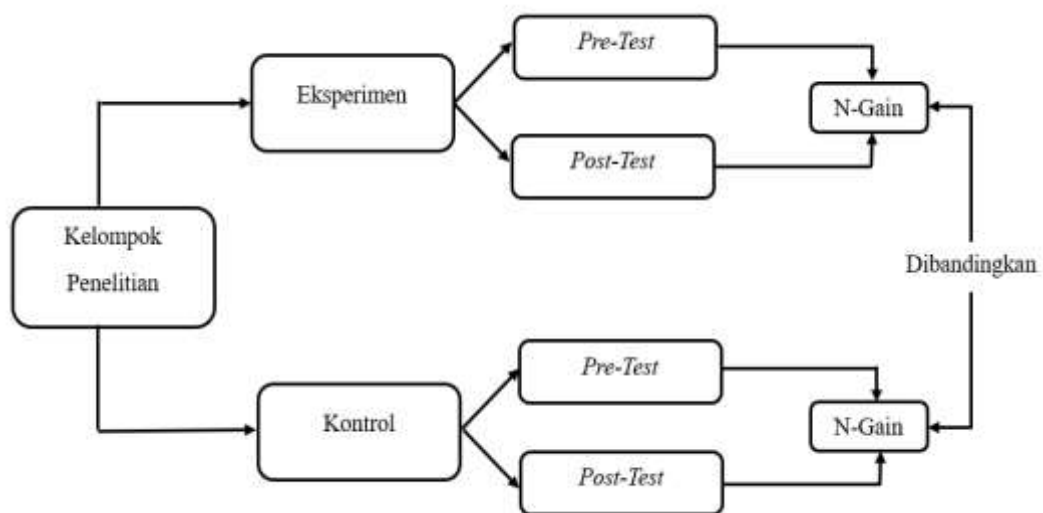 Pre-Test
Eksperimen
N-Gain
Post-Test
Kelompok
Penelitian
Dibandingkan
Pre-Test
Kontrol
N-Gain
Post-Test